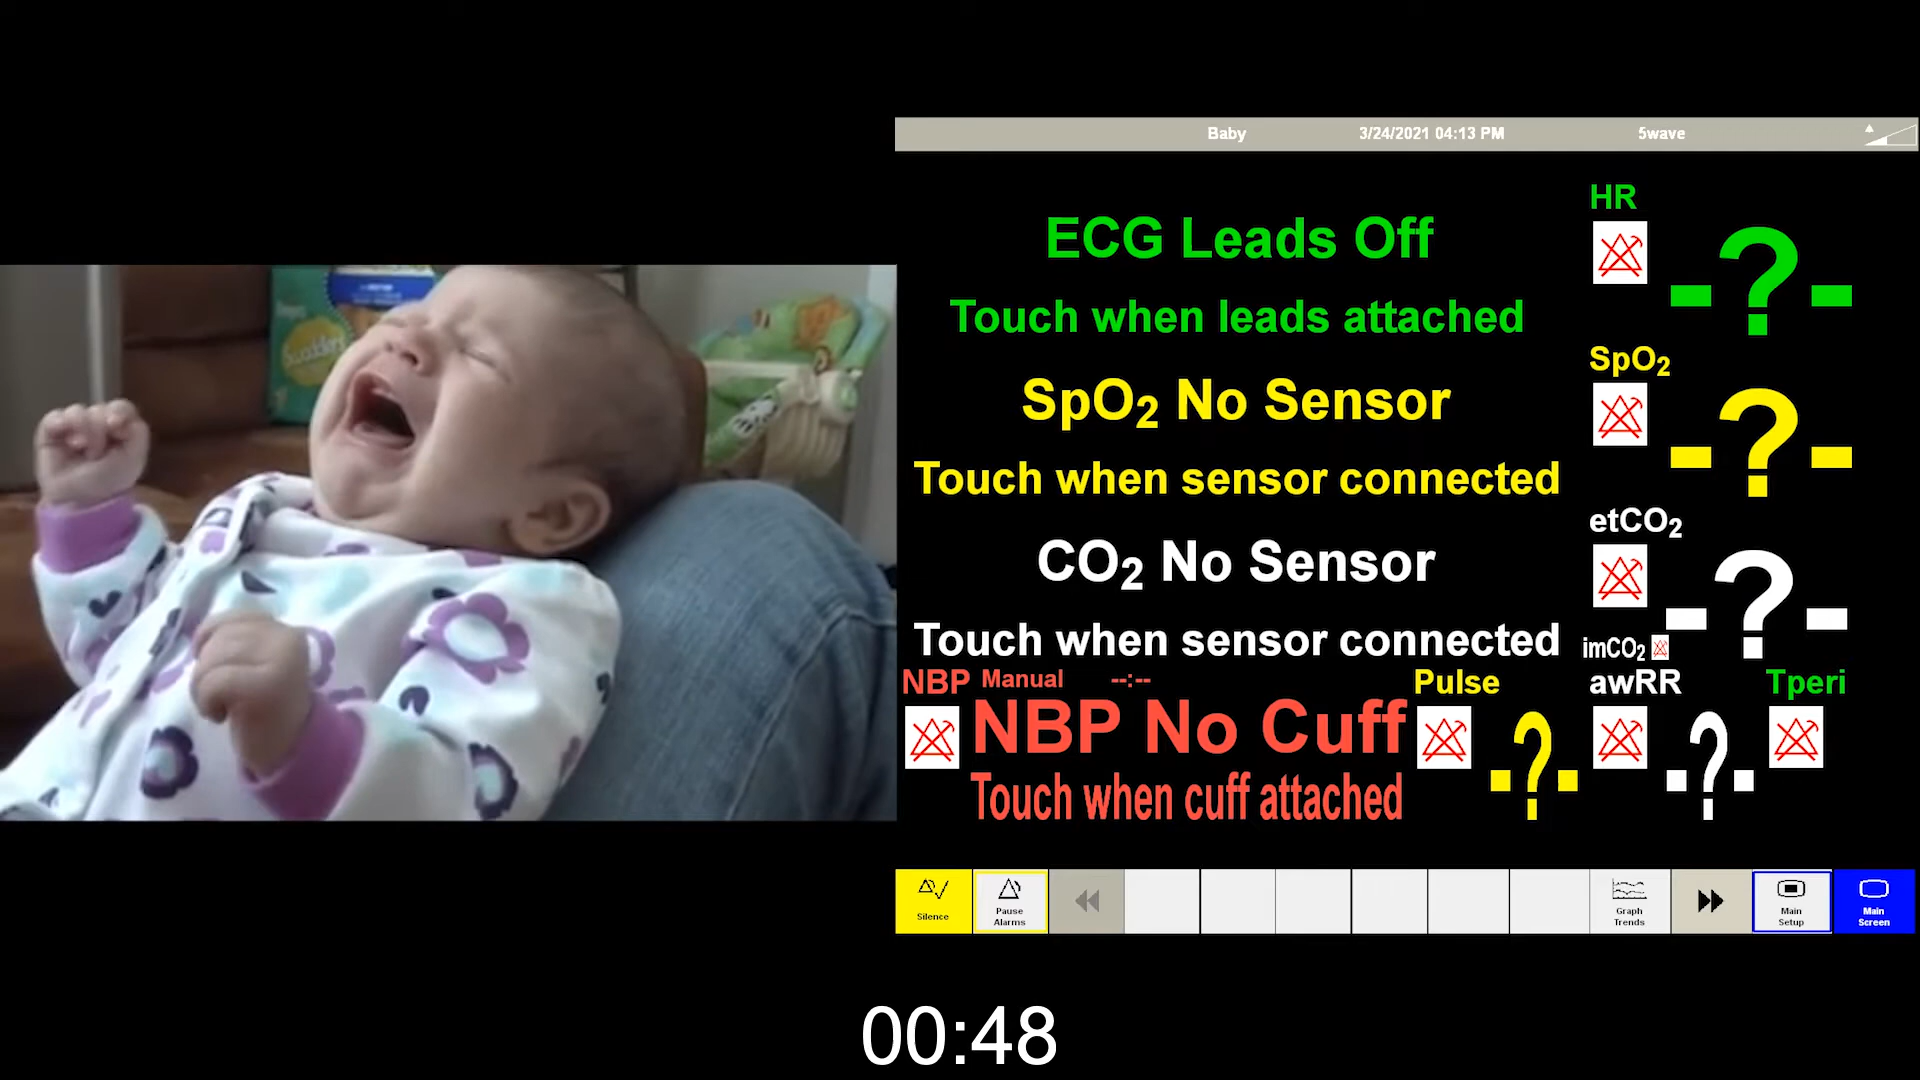 Baby 3/24/2021 04:13 PM 5wave
HR
ECG Leads Off
-?-
Touch when leads attached
SpO2
SpO2 No Sensor
-?-
Touch when sensor connected
etCO2
CO2 No Sensor
-?-
Touch when sensor connected
imCO2
NBP Manual --:-- Pulse awRR Tperi
NBP No Cuff
-?- -?-
Touch when cuff attached
Silence
Pause
Alarms
Graph
Trends
Main
Setup
Main
Screen
00:48
Swaddlers